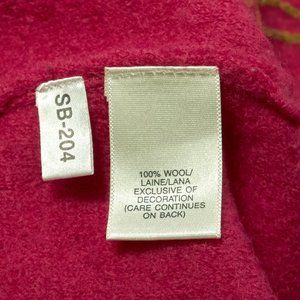 SB-204
100% WOOL/
LAINE/LANA
EXCLUSIVE OF
DECORATION
(CARE CONTINUES
ON BACK)